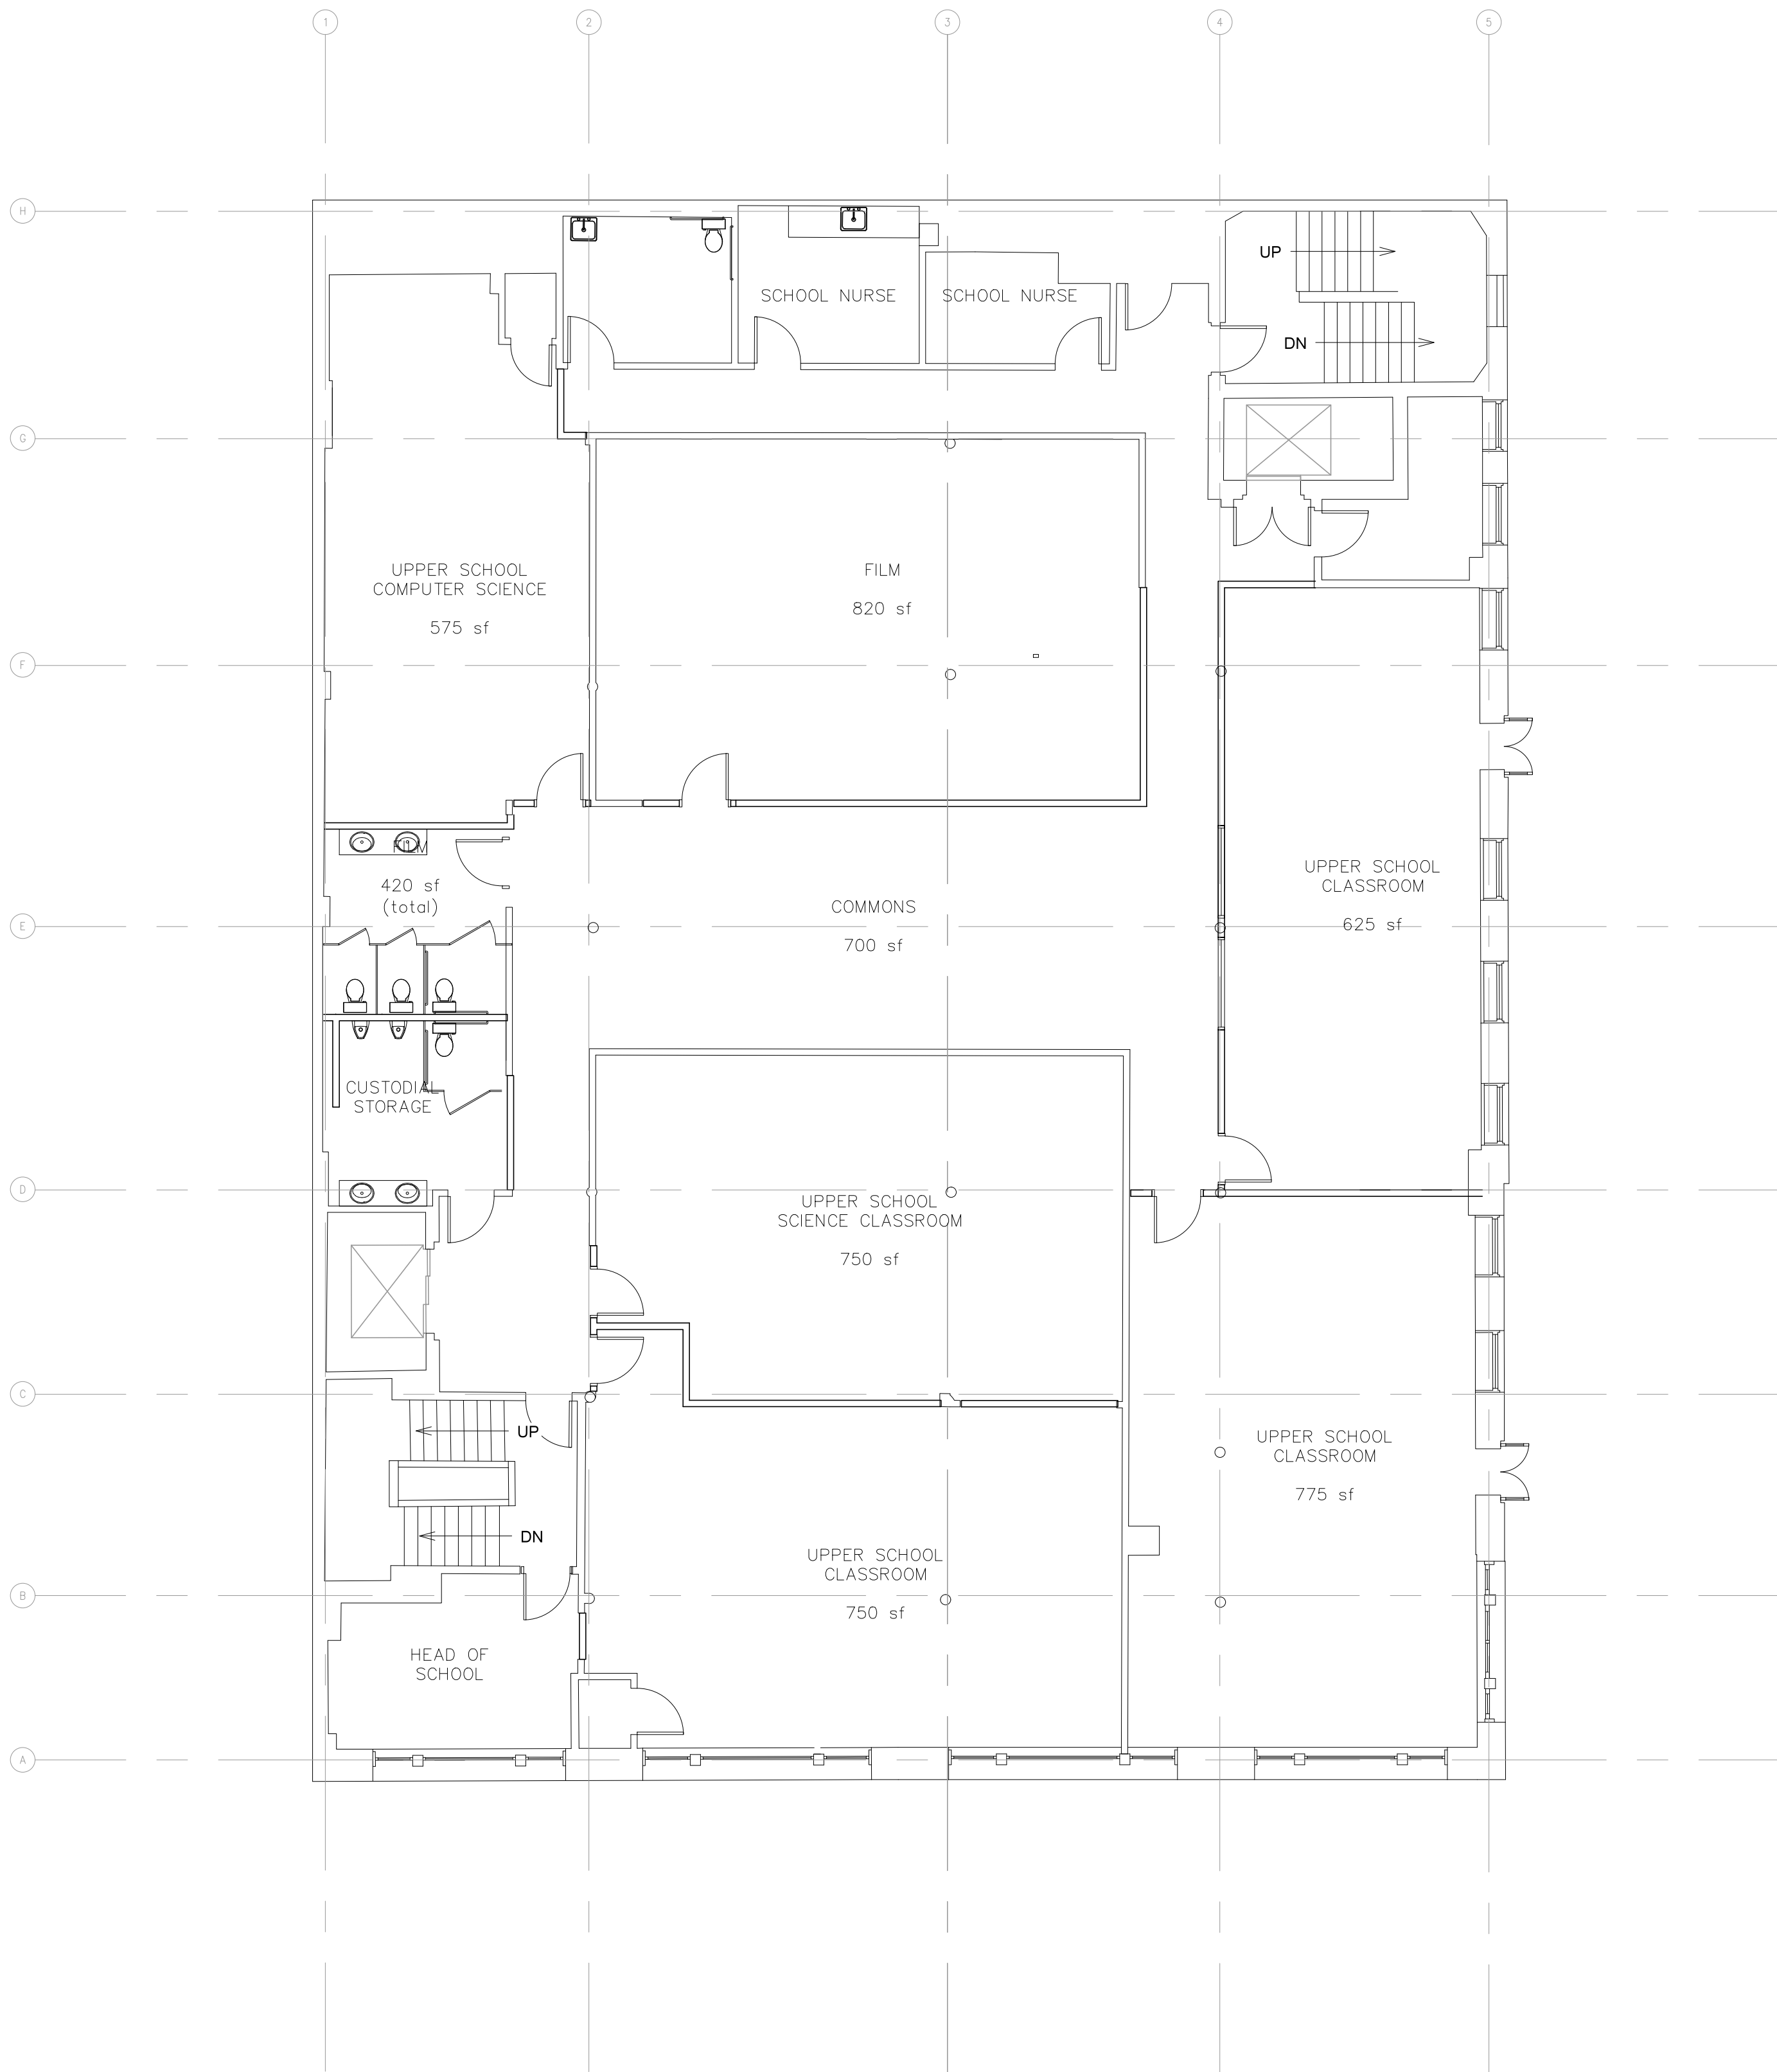 1
2
3
4
5
H
UP
SCHOOL NURSE
SCHOOL NURSE
DN
G
UPPER SCHOOL
COMPUTER SCIENCE
575 sf
FILM
820 sf
F
FILM
420 sf
(total)
COMMONS
700 sf
UPPER SCHOOL
CLASSROOM
625 sf
E
CUSTODIAL
STORAGE
D
UPPER SCHOOL
SCIENCE CLASSROOM
750 sf
C
UP
UPPER SCHOOL
CLASSROOM
775 sf
DN
UPPER SCHOOL
CLASSROOM
750 sf
B
HEAD OF
SCHOOL
A